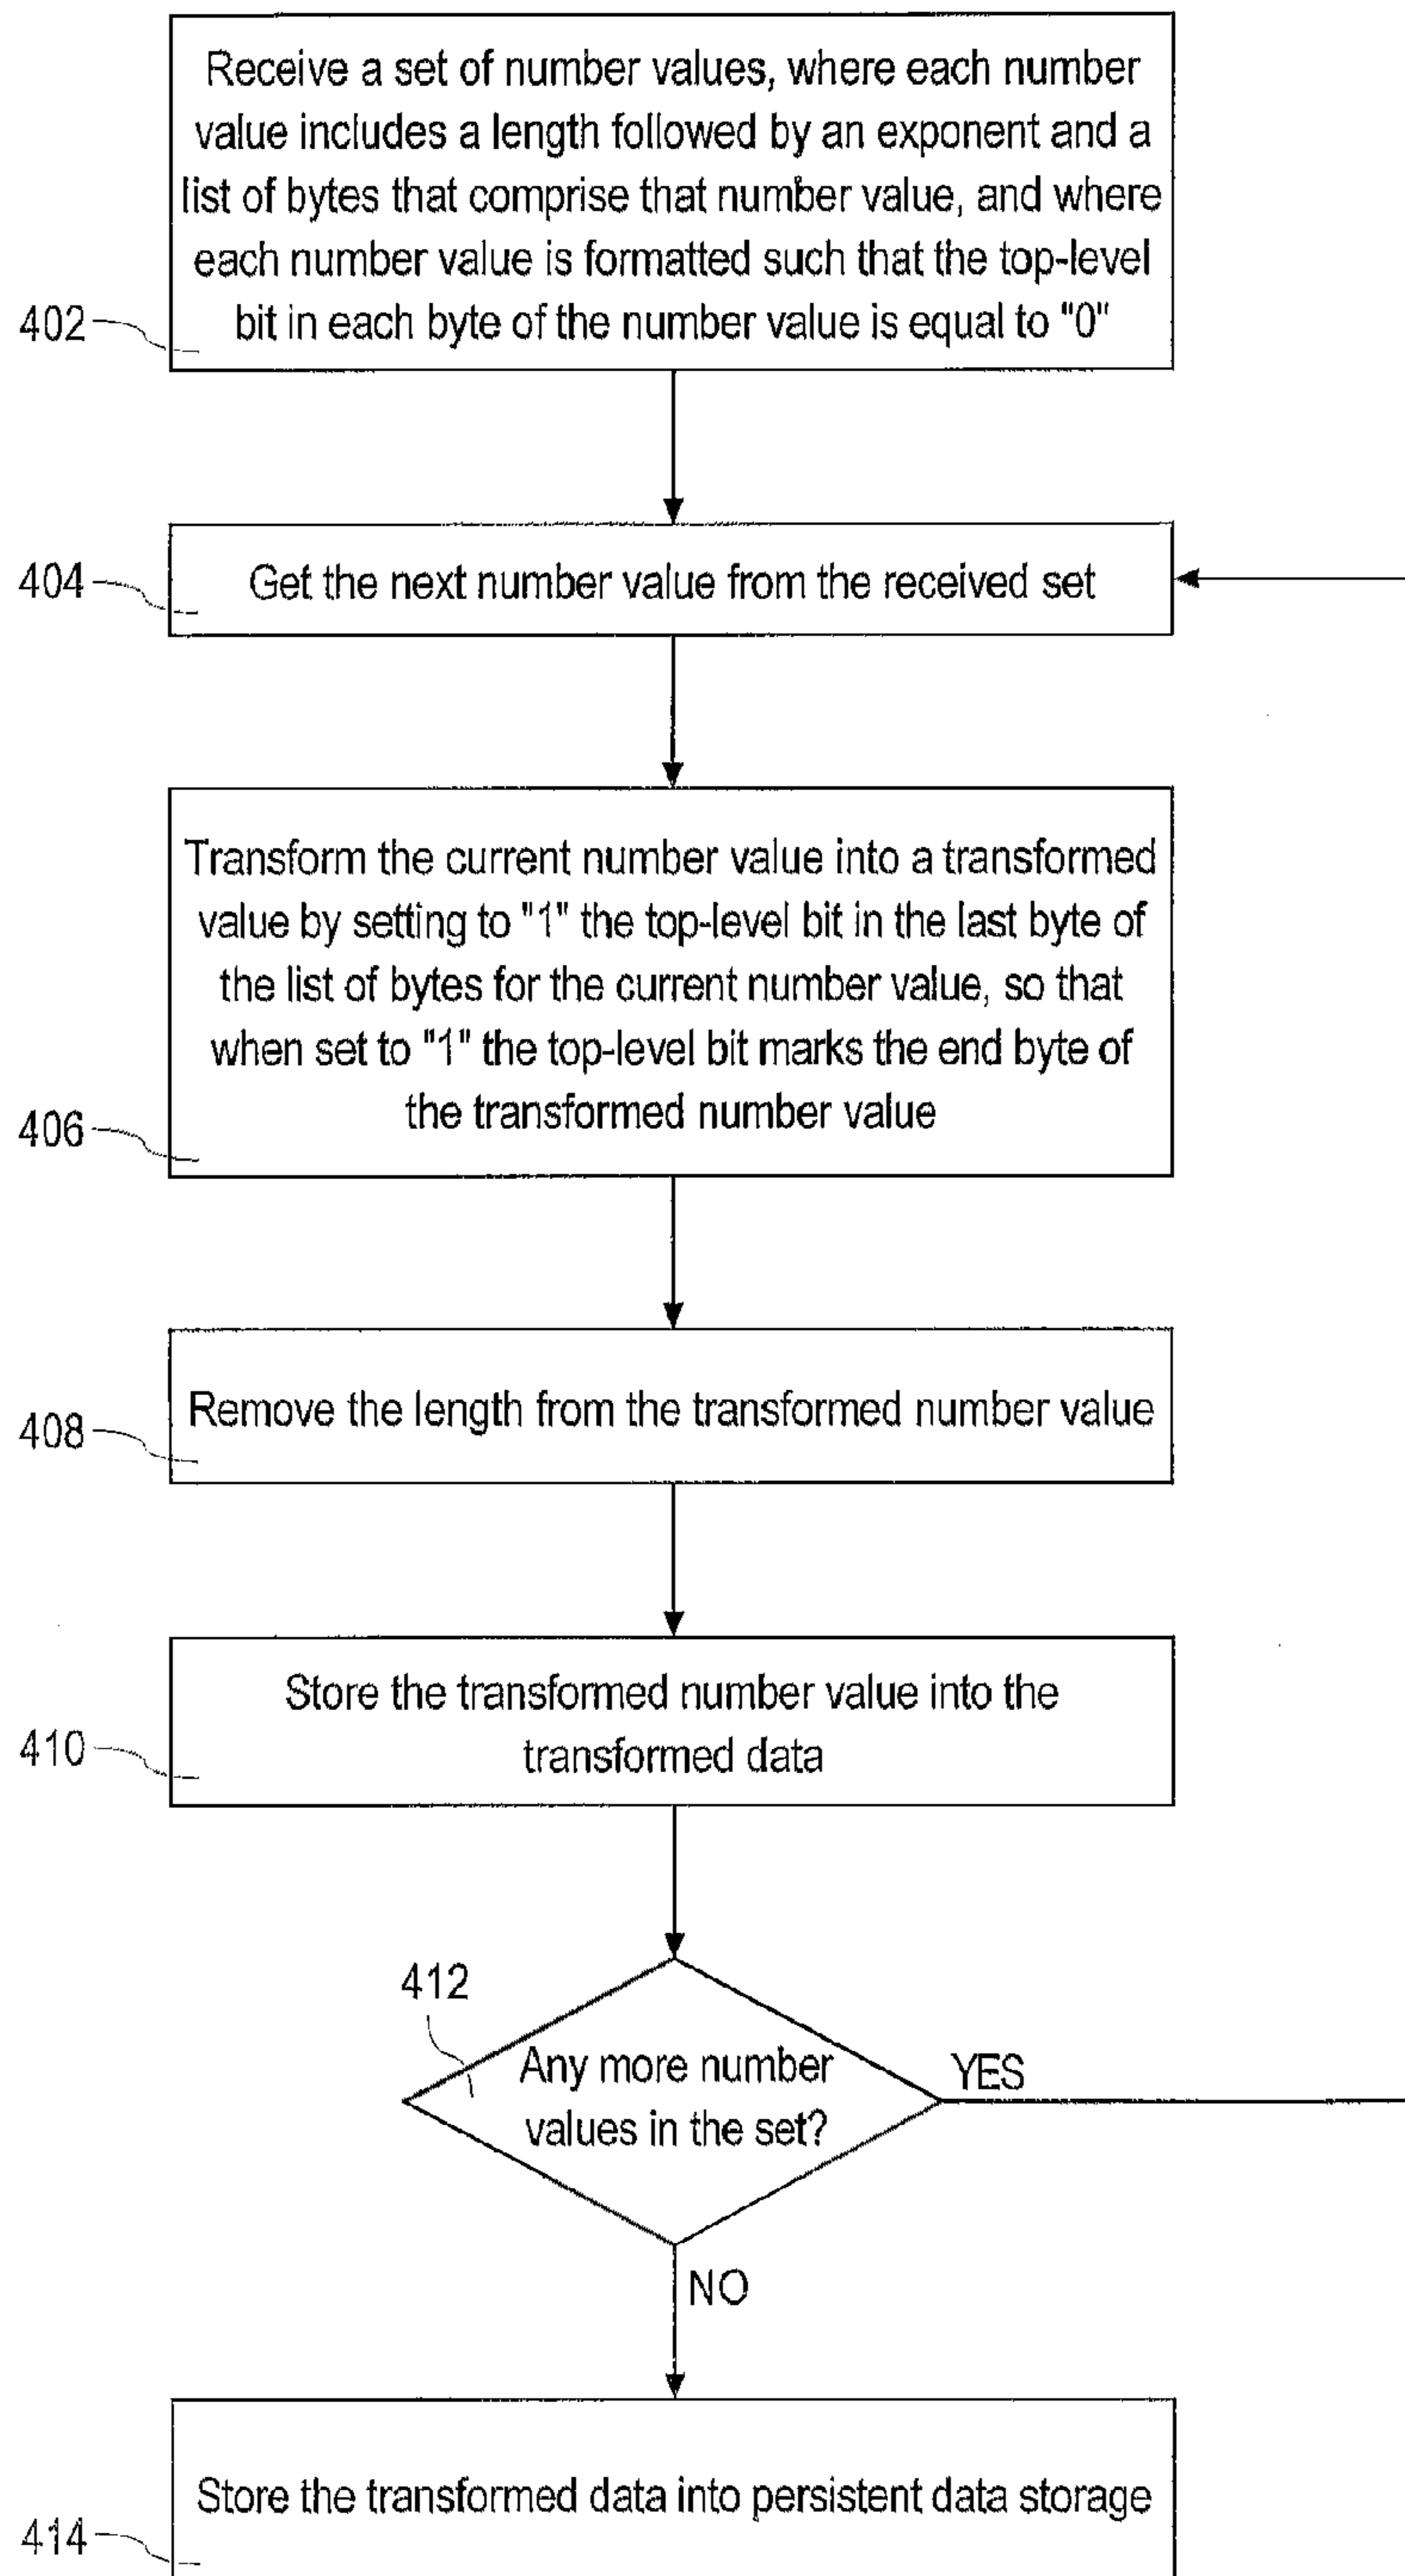 Receive a set of number values, where each number
value includes a length followed by an exponent and a
list of bytes that comprise that number value, and where
each number value is formatted such that the top-level
bit in each byte of the number value is equal to "0"
402
404
Get the next number value from the received set
Transform the current number value into a transformed
value by setting to "1" the top-level bit in the last byte of
the list of bytes for the current number value, so that
when set to "1" the top-level bit marks the end byte of
the transformed number value
406
Remove the length from the transformed number value
408
Store the transformed number value into the
transformed data
410
412
Any more number
values in the set?
YES
NO
Store the transformed data into persistent data storage
414